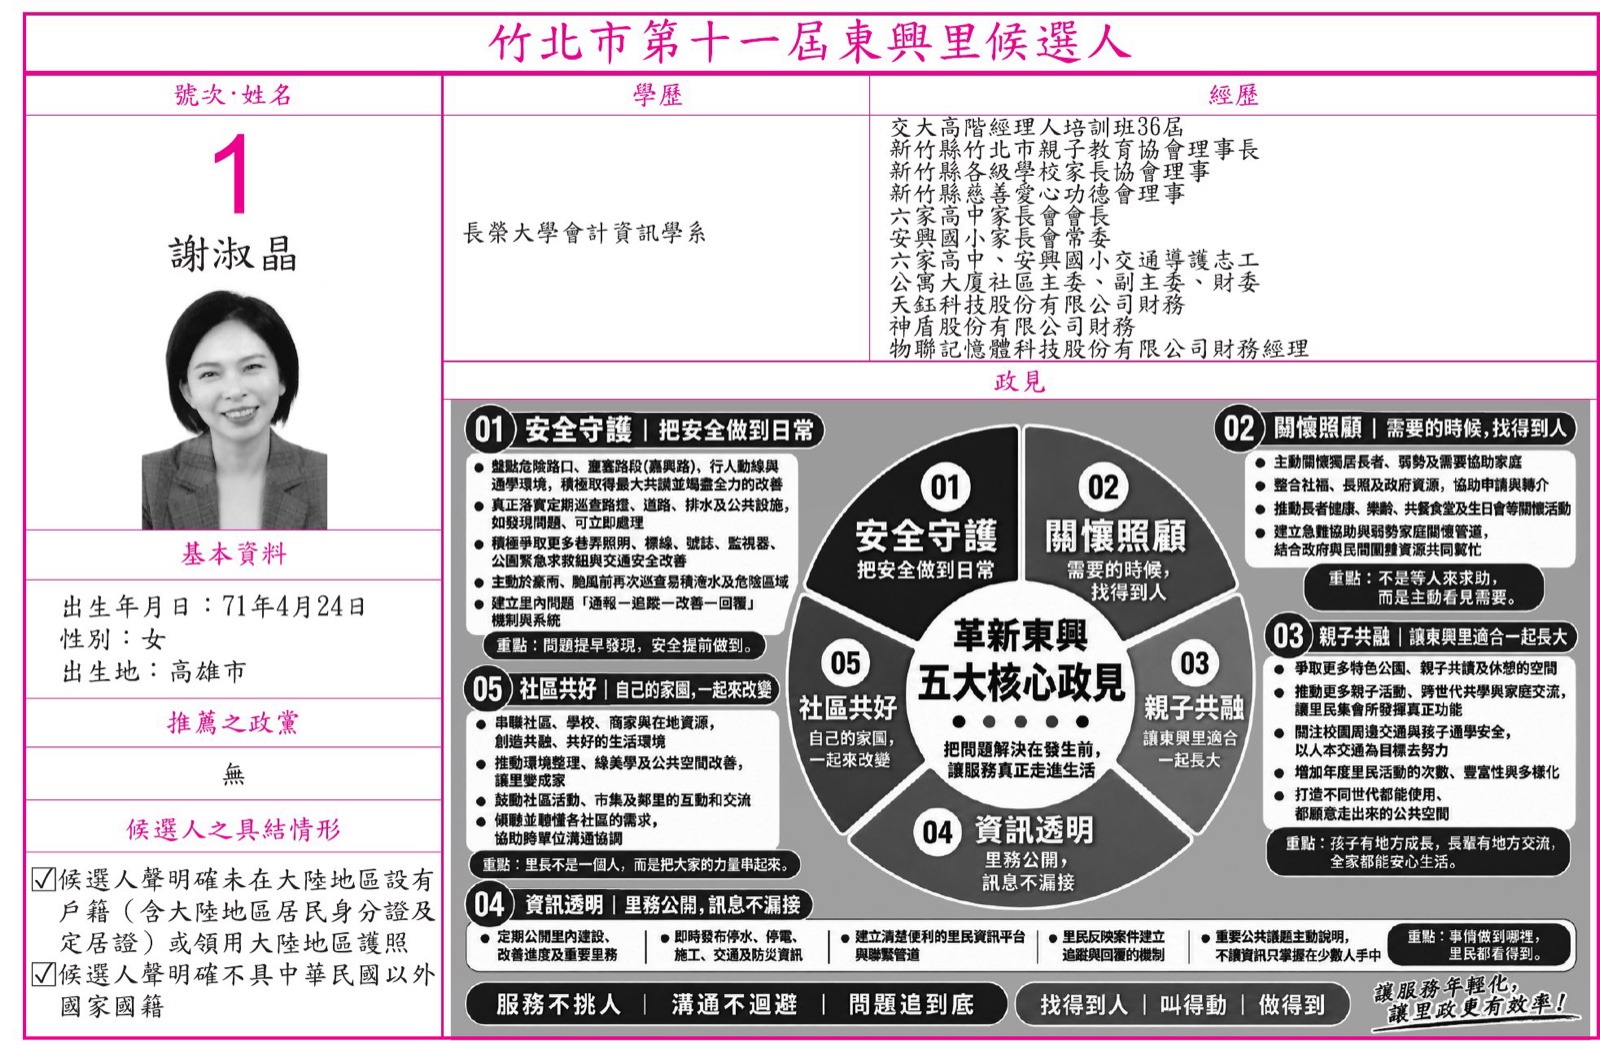 竹北市第十一屆東興里候選人
號次·姓名
1
謝淑晶
基本資料
出生年月日：71年4月24日
性別：女
出生地：高雄市
推薦之政黨
無
候選人之具結情形
☑候選人聲明確未在大陸地區設有
戶籍（含大陸地區居民身分證及
定居證）或領用大陸地區護照
☑候選人聲明確不具中華民國以外
國家國籍
學歷
長榮大學會計資訊學系
經歷
交大高階經理人培訓班36屆
新竹縣竹北市親子教育協會理事長
新竹縣各級學校家長協會理事
新竹縣慈善愛心功德會理事
六家高中家長會會長
安興國小家長會常委
六家高中、安興國小交通導護志工
公寓大廈社區主委、副主委、財委
天鈺科技股份有限公司財務
神盾股份有限公司財務
物聯記憶體科技股份有限公司財務經理
政見
01 安全守護｜把安全做到日常
● 盤點危險路口、壅塞路段(嘉興路)，行人動線與
通學環境，積極取得最大共識並竭盡全力的改善
● 真正落實定期巡查路燈、道路、排水及公共設施，
如發現問題、可立即處理
● 積極爭取更多巷弄照明、標線、號誌、監視器、
公園緊急求救鈕與交通安全改善
● 主動於豪雨、颱風前再次巡查易積淹水及危險區域
● 建立里內問題「通報—追蹤—改善—回覆」
機制與系統
重點：問題提早發現，安全提前做到。
05 社區共好｜自己的家園，一起來改變
● 串聯社區、學校、商家與在地資源，
創造共融、共好的生活環境
● 推動環境整理、綠美學及公共空間改善，
讓里變成家
● 鼓勵社區活動、市集及鄰里的互動和交流
● 傾聽並聽懂各社區的需求，
協助跨單位溝通協調
重點：里長不是一個人，而是把大家的力量串起來。
01
安全守護
把安全做到日常
02
關懷照顧
需要的時候，
找得到人
03
親子共融
讓東興里適合
一起長大
04 資訊透明
里務公開，
訊息不漏接
05
社區共好
自己的家園，
一起來改變
革新東興
五大核心政見
把問題解決在發生前，
讓服務真正走進生活
02 關懷照顧｜需要的時候，找得到人
● 主動關懷獨居長者、弱勢及需要協助家庭
● 整合社福、長照及政府資源，協助申請與轉介
● 推動長者健康、樂齡、共餐食堂及生日會等關懷活動
● 建立急難協助與弱勢家庭關懷管道，
結合政府與民間團體資源共同幫忙
重點：不是等人來求助，
而是主動看見需要。
03 親子共融｜讓東興里適合一起長大
● 爭取更多特色公園、親子共讀及休憩的空間
● 推動更多親子活動、跨世代共學與家庭交流，
讓里民集會所發揮真正功能
● 關注校園周邊交通與孩子通學安全，
以人本交通為目標去努力
● 增加年度里民活動的次數、豐富性與多樣化
● 打造不同世代都能使用、
都願意走出來的公共空間
重點：孩子有地方成長，長輩有地方交流，
全家都能安心生活。
04 資訊透明｜里務公開，訊息不漏接
● 定期公開里內建設、
改善進度及重要里務
● 即時發布停水、停電、
施工、交通及防災資訊
● 建立清楚便利的里民資訊平台
與聯繫管道
● 里民反映案件建立
追蹤與回覆的機制
● 重要公共議題主動說明，
不讓資訊只掌握在少數人手中
重點：事情做到哪裡，
里民都看得到。
服務不挑人｜溝通不迴避｜問題追到底
找得到人｜叫得動｜做得到
讓服務年輕化，
讓里政更有效率！